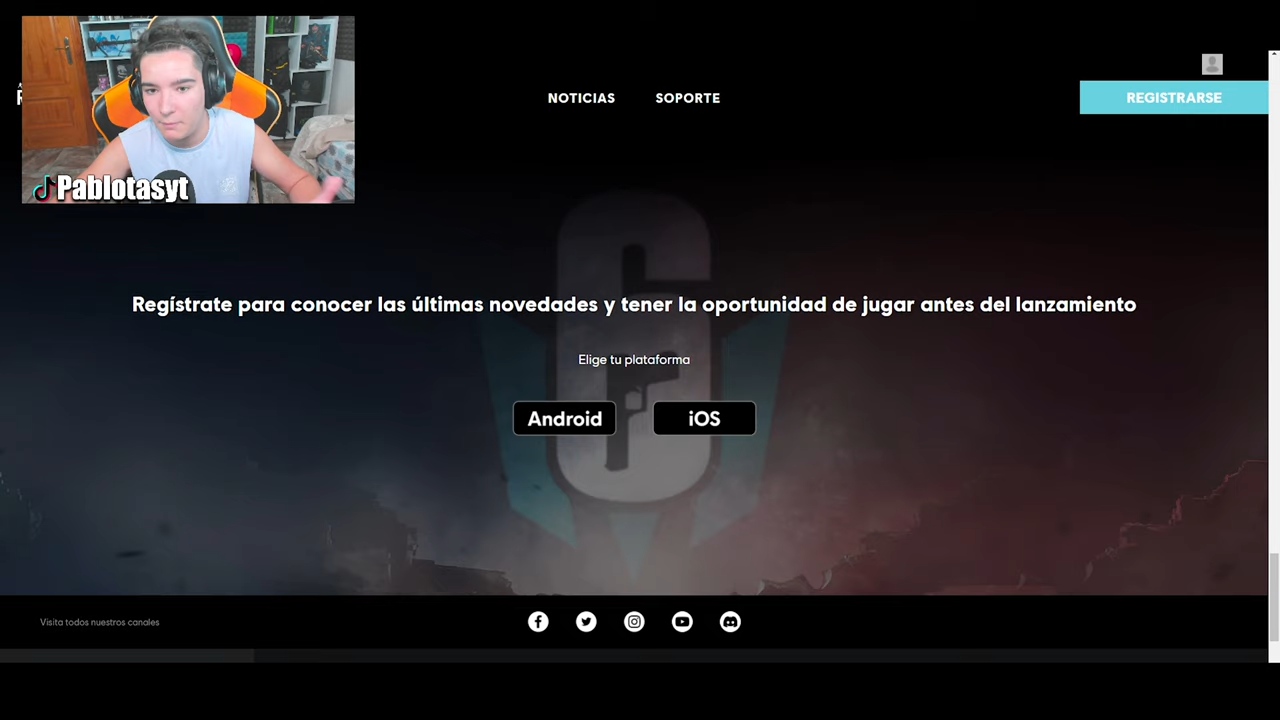 NOTICIAS
SOPORTE
REGISTRARSE
Pablotasyt
Regístrate para conocer las últimas novedades y tener la oportunidad de jugar antes del lanzamiento
Elige tu plataforma
Android
iOS
Visita todos nuestros canales